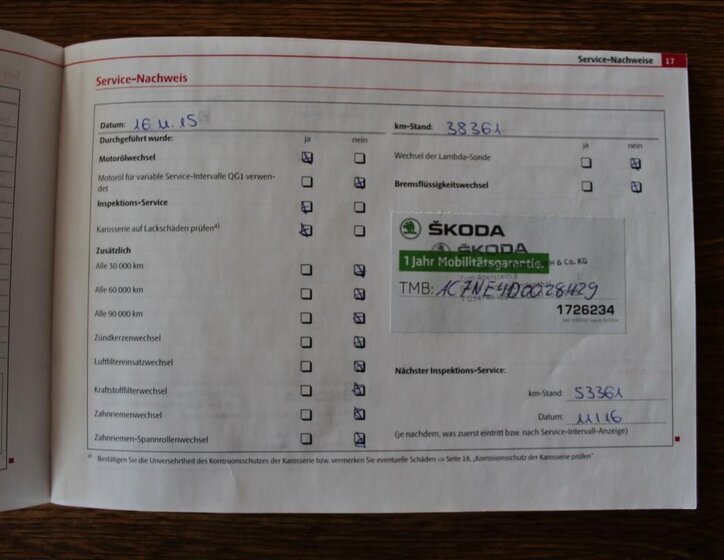 Service-Nachweise 17
Service-Nachweis
Datum: 16.11.15
km-Stand: 38361
Durchgeführt wurde: ja nein
ja nein
Motorölwechsel
Wechsel der Lambda-Sonde
Motoröl für variable Service-Intervalle QG1 verwen-
det
Bremsflüssigkeitswechsel
Inspektions-Service
Karosserie auf Lackschäden prüfen a)
Zusätzlich
Alle 30 000 km
Alle 60 000 km
Alle 90 000 km
Zündkerzenwechsel
Luftfiltereinsatzwechsel
Kraftstofffilterwechsel
Zahnriemenwechsel
Zahnriemen-Spannrollenwechsel
ŠKODA
ŠKODA
1 Jahr Mobilitätsgarantie.
& Co. KG
TMB:
1726234
Nächster Inspektions-Service:
km-Stand: 53361
Datum: 11/16
(je nachdem, was zuerst eintritt bzw. nach Service-Intervall-Anzeige)
a) Bestätigen Sie die Unversehrtheit des Korrosionsschutzes der Karosserie bzw. vermerken Sie eventuelle Schäden ⇒ Seite 18, „Korrosionsschutz der Karosserie prüfen".